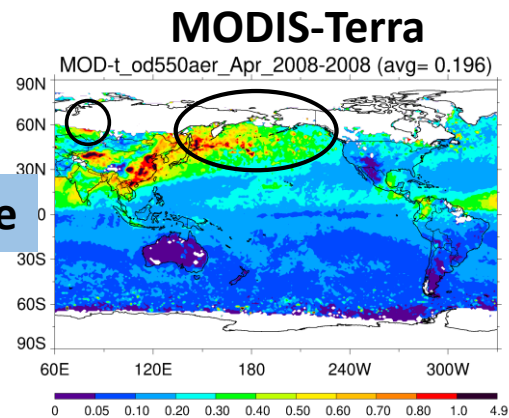 MODIS-Terra
MOD-t_od550aer_Apr_2008-2008 (avg= 0.196)
90N
60N
30N
e
0
30S
60S
90S
60E 120E 180 240W 300W
0 0.05 0.10 0.20 0.30 0.40 0.50 0.60 0.70 0.80 1.0 4.9